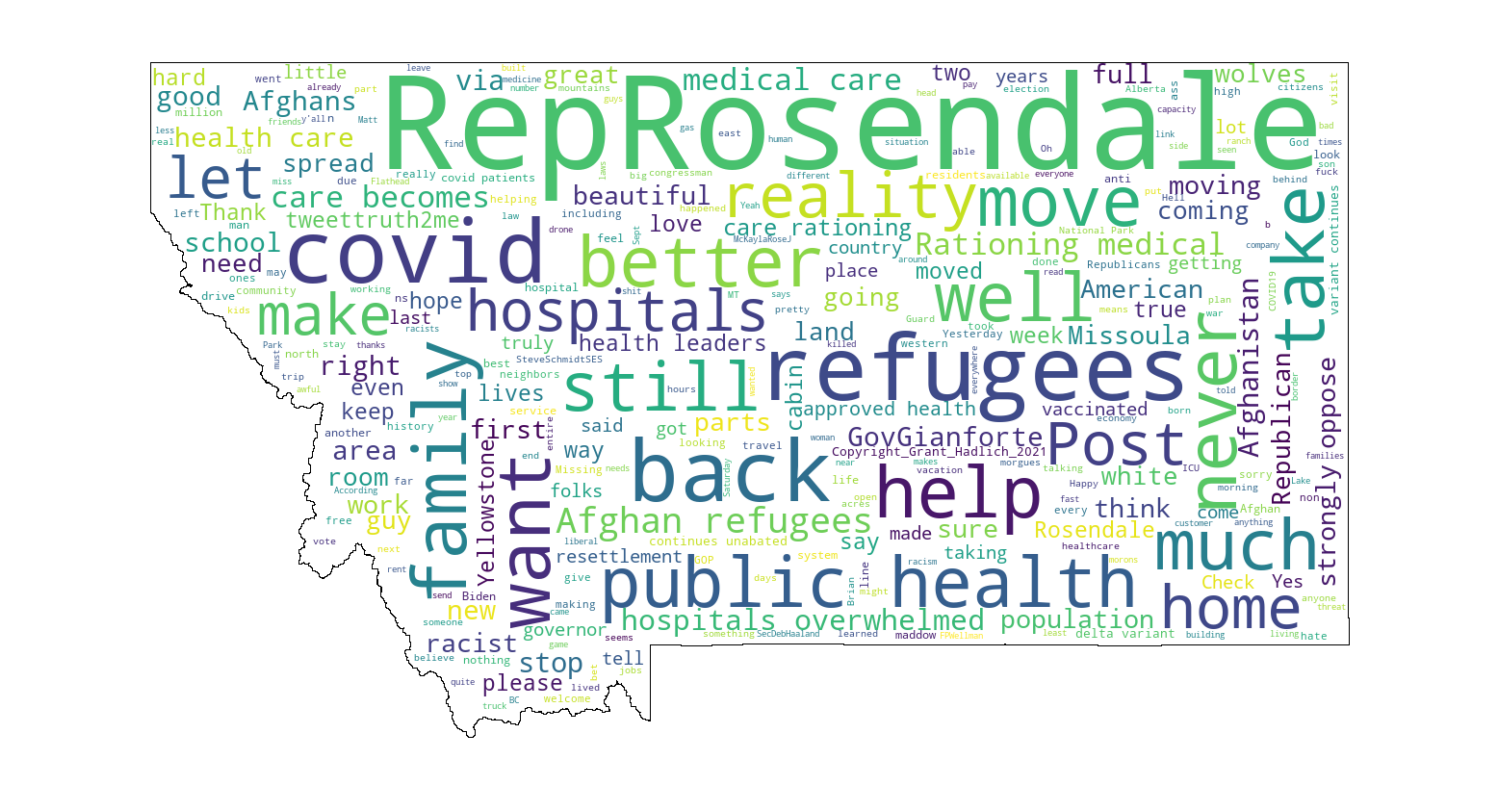 RepRosendale
hard
little
via
great
medical care
two
years
full
wolves
good
Afghans
health care
let
spread
care becomes
beautiful
reality
move
moving
coming
take
Thank
tweettruth2me
school
need
covid
better
love
care rationing
country
Rating medical
Rationing medical
make
hope
last
hospitals
place
moved
going
well
American
getting
true
right
truly
health leaders
land
week
Missoula
never
Afghanistan
Republican
strongly oppose
variant continues
even
keep
family
lives
still
refugees
cabin
approved health
vaccinated
area
first
said
got
parts
GovGianforte
Post
Copyright_Grant_Hadlich_2021
room
way
want
back
help
white
think
work
guy
Yellowstone
folks
Afghan refugees
made
sure
Rosendale
come
much
new
resettlement
say
taking
public health
Check
Yes
home
racist
governor
hospitals overwhelmed
population
delta variant
stop
tell
please
maddow
hate
leave
already
went
built
medicine
number
mountains
guys
part
million
y'all
n
Matt
friends
less
real
old
find
head
pay
election
Alberta
high
citizens
visit
ass
capacity
lot
link
ranch
side
seen
God
bad
times
look
son
fuck
behind
gas
east
human
able
situation
Oh
laws
big
congressman
different
residents
available
everyone
anti
put
Hell
b
miss
Flathead
really
covid patients
helping
due
left
man
law
including
happened
Yeah
McKaylaRoseJ
National Park
drone
feel
Sept
around
done
read
Republicans
company
COVID19
ones
may
community
drive
working
ns
hospital
shit
MT
says
pretty
Guard
Yesterday
took
means
plan
war
kids
racists
Park
must
thanks
stay
north
trip
awful
top
show
year
best
neighbors
SteveSchmidtSES
hours
killed
western
everywhere
wanted
born
economy
told
border
history
another
service
entire
end
looking
travel
woman
near
makes
vacation
morgues
talking
ICU
families
sorry
non
According
far
free
vote
next
rent
Missing
needs
Saturday
life
open
acres
fast
every
Happy
morning
Lake
Afghan
customer
anything
healthcare
liberal
continues unabated
GOP
system
days
give
making
came
Biden
send
someone
racism
Brian
might
line
morons
anyone
threat
believe
nothing
game
seems
something
SecDebHaaland
learned
FPWellman
least
building
living
quite
lived
bet
jobs
BC
welcome
truck